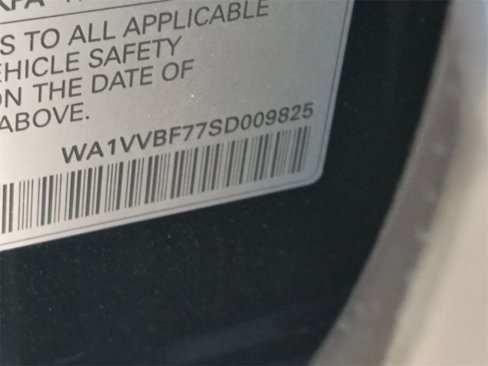 S TO ALL APPLICABLE
EHICLE SAFETY
ON THE DATE OF
ABOVE.
WA1VVBF77SD009825